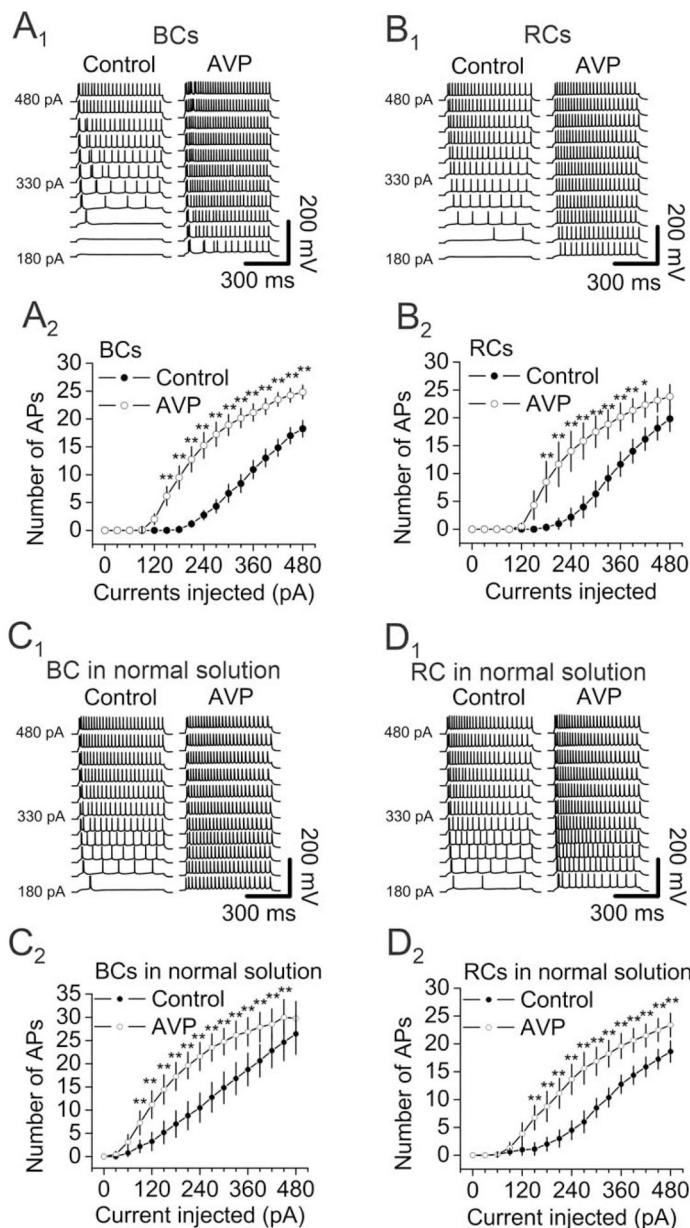 A1
BCs
Control AVP
480 pA
330 pA
180 pA
200 mV
300 ms
B1
RCs
Control AVP
480 pA
330 pA
180 pA
200 mV
300 ms
A2
BCs
Control
AVP
Number of APs
30
25
20
15
10
5
0
** ** ** ** ** ** ** ** ** ** ** **
0 120 240 360 480
Currents injected (pA)
B2
RCs
Control
AVP
Number of APs
30
25
20
15
10
5
0
** ** ** ** ** ** ** ** *
0 120 240 360 480
Currents injected
C1
BC in normal solution
Control AVP
480 pA
330 pA
180 pA
200 mV
300 ms
D1
RC in normal solution
Control AVP
480 pA
330 pA
180 pA
200 mV
300 ms
C2
BCs in normal solution
Control
AVP
Number of APs
35
30
25
20
15
10
5
0
** ** ** ** ** ** ** ** ** ** ** ** **
0 120 240 360 480
Current injected (pA)
D2
RCs in normal solution
Control
AVP
Number of APs
30
25
20
15
10
5
0
** ** ** ** ** ** ** ** ** ** ** **
0 120 240 360 480
Current injected (pA)